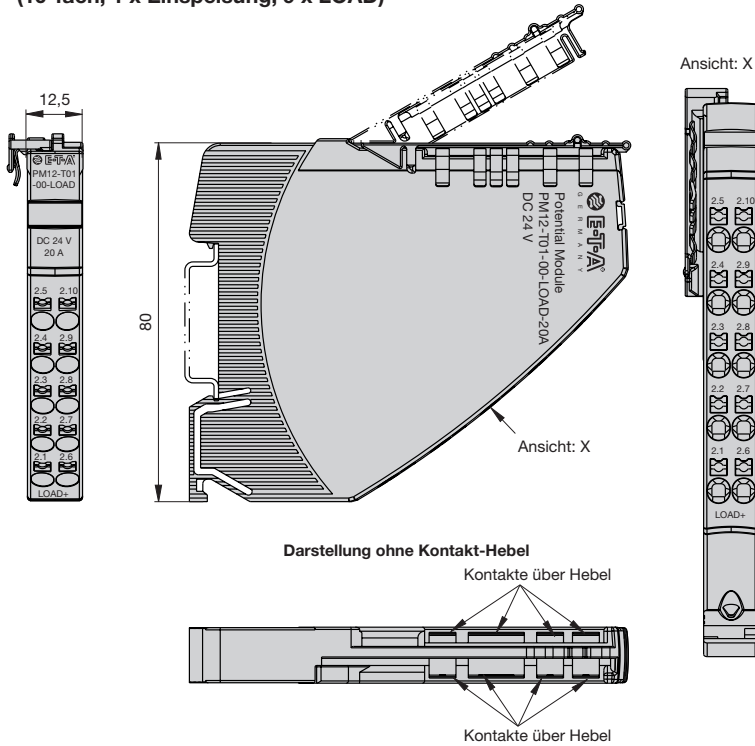 (10-fach, 1 x Einspeisung, 9 x LOAD)
12,5
E-T-A
PM12-T01
-00-LOAD
DC 24 V
20 A
2.5 2.10
2.4 2.9
2.3 2.8
2.2 2.7
2.1 2.6
LOAD+
80
E-T-A®
GERMANY
Potential Module
PM12-T01-00-LOAD-20A
DC 24 V
Ansicht: X
Ansicht: X
2.5 2.10
2.4 2.9
2.3 2.8
2.2 2.7
2.1 2.6
LOAD+
Darstellung ohne Kontakt-Hebel
Kontakte über Hebel
Kontakte über Hebel